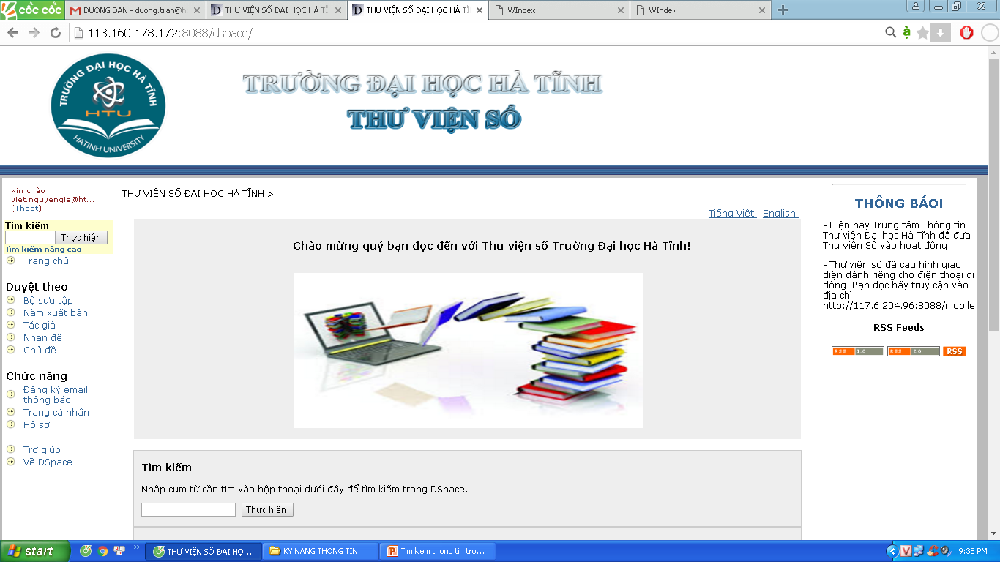 cốc cốc
DUONG DAN - duong.tran@h
THƯ VIỆN SỐ ĐẠI HỌC HÀ TĨ
THƯ VIỆN SỐ ĐẠI HỌC HÀ TĨ
WIndex
WIndex
113.160.178.172:8088/dspace/
TRƯỜNG ĐẠI HỌC HÀ TĨNH
HTU
HATINH UNIVERSITY
TRƯỜNG ĐẠI HỌC HÀ TĨNH
THƯ VIỆN SỐ
Xin chào
viet.nguyengia@ht...
(Thoát)
Tìm kiếm
Thực hiện
Tìm kiếm nâng cao
Trang chủ
Duyệt theo
Bộ sưu tập
Năm xuất bản
Tác giả
Nhan đề
Chủ đề
Chức năng
Đăng ký email
thông báo
Trang cá nhân
Hồ sơ
Trợ giúp
Về DSpace
THƯ VIỆN SỐ ĐẠI HỌC HÀ TĨNH >
Tiếng Việt English
Chào mừng quý bạn đọc đến với Thư viện số Trường Đại học Hà Tĩnh!
Tìm kiếm
Nhập cụm từ cần tìm vào hộp thoại dưới đây để tìm kiếm trong DSpace.
Thực hiện
THÔNG BÁO!
- Hiện nay Trung tâm Thông tin
Thư viện Đại học Hà Tĩnh đã đưa
Thư Viện Số vào hoạt động .
- Thư viện số đã cấu hình giao
diện dành riêng cho điện thoại di
động. Bạn đọc hãy truy cập vào
địa chỉ:
http://117.6.204.96:8088/mobile
RSS Feeds
RSS 1.0 RSS 2.0 RSS
start
THƯ VIỆN SỐ ĐẠI HỌ...
KY NANG THONG TIN
Tim kiem thong tin tro...
9:38 PM